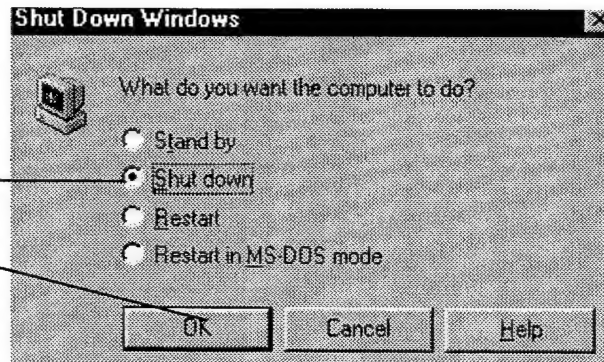 Shut Down Windows
What do you want the computer to do?
Stand by
Shut down
Restart
Restart in MS-DOS mode
OK Cancel Help